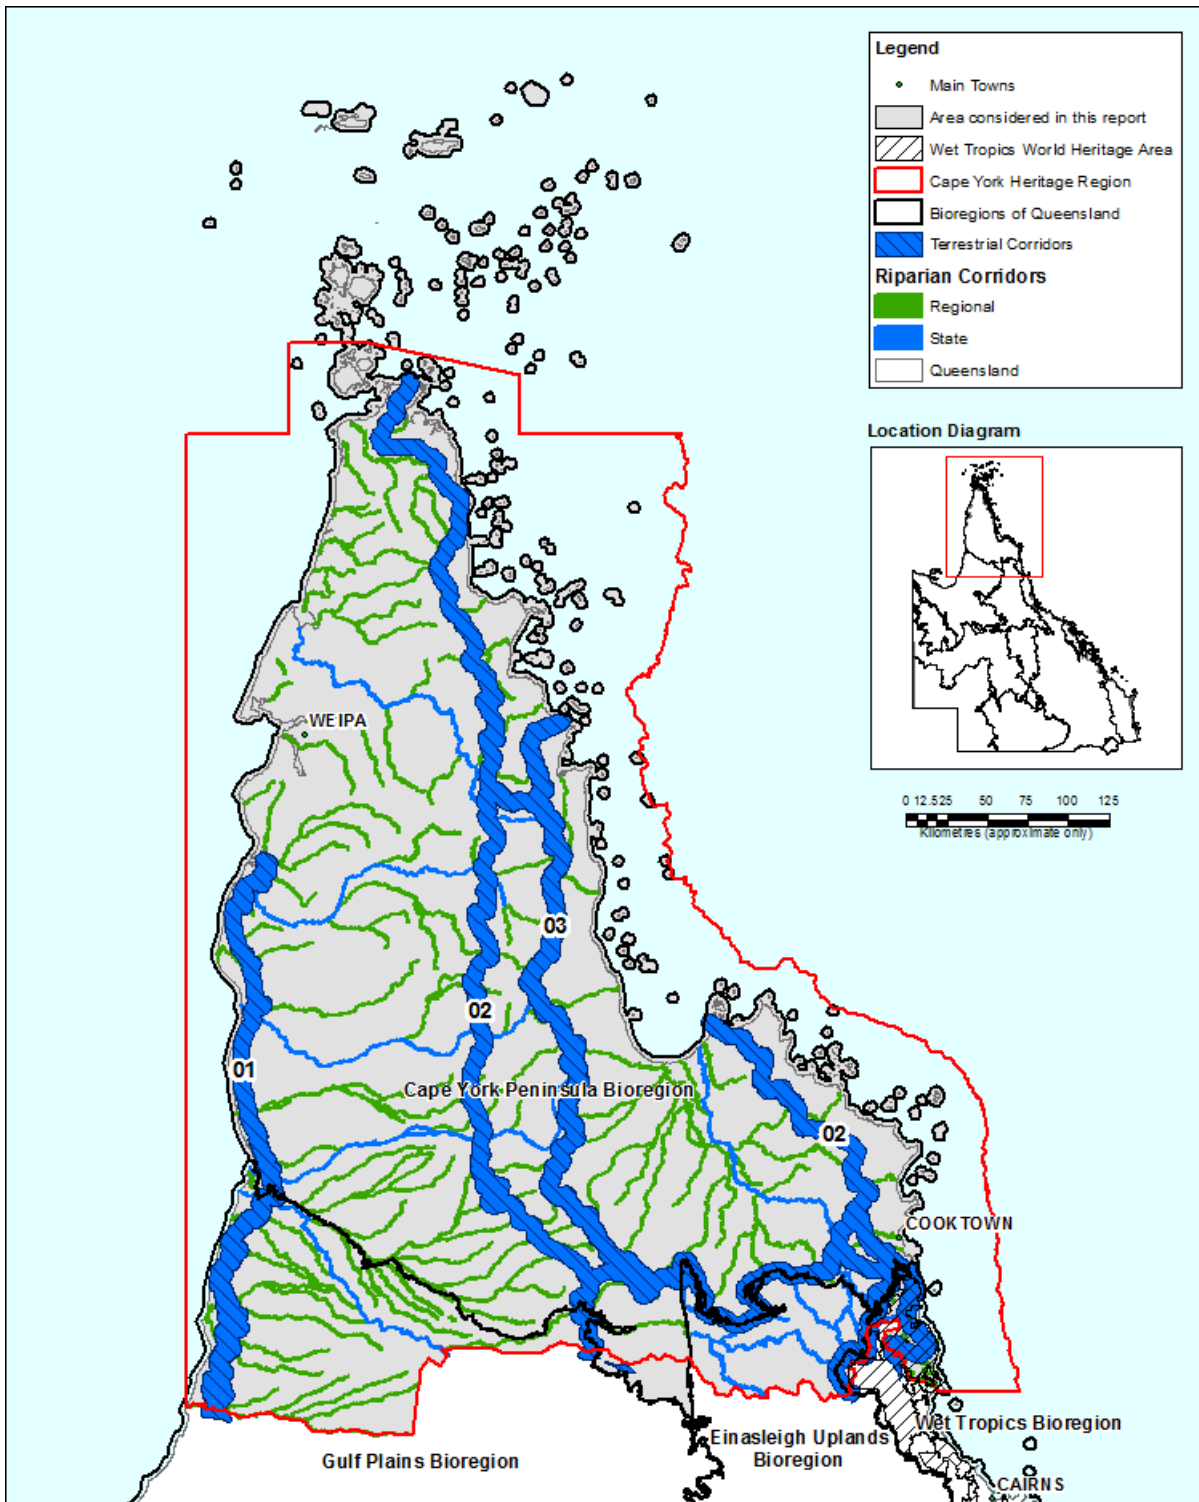 Legend
Main Towns
Area considered in this report
Wet Tropics World Heritage Area
Cape York Heritage Region
Bioregions of Queensland
Terrestrial Corridors
Riparian Corridors
Regional
State
Queensland
Location Diagram
0 12.525 50 75 100 125
Kilometres (approximate only)
WEIPA
03
02
01
Cape York Peninsula Bioregion
02
COOKTOWN
Wet Tropics Bioregion
Einasleigh Uplands
Bioregion
Gulf Plains Bioregion
CAIRNS